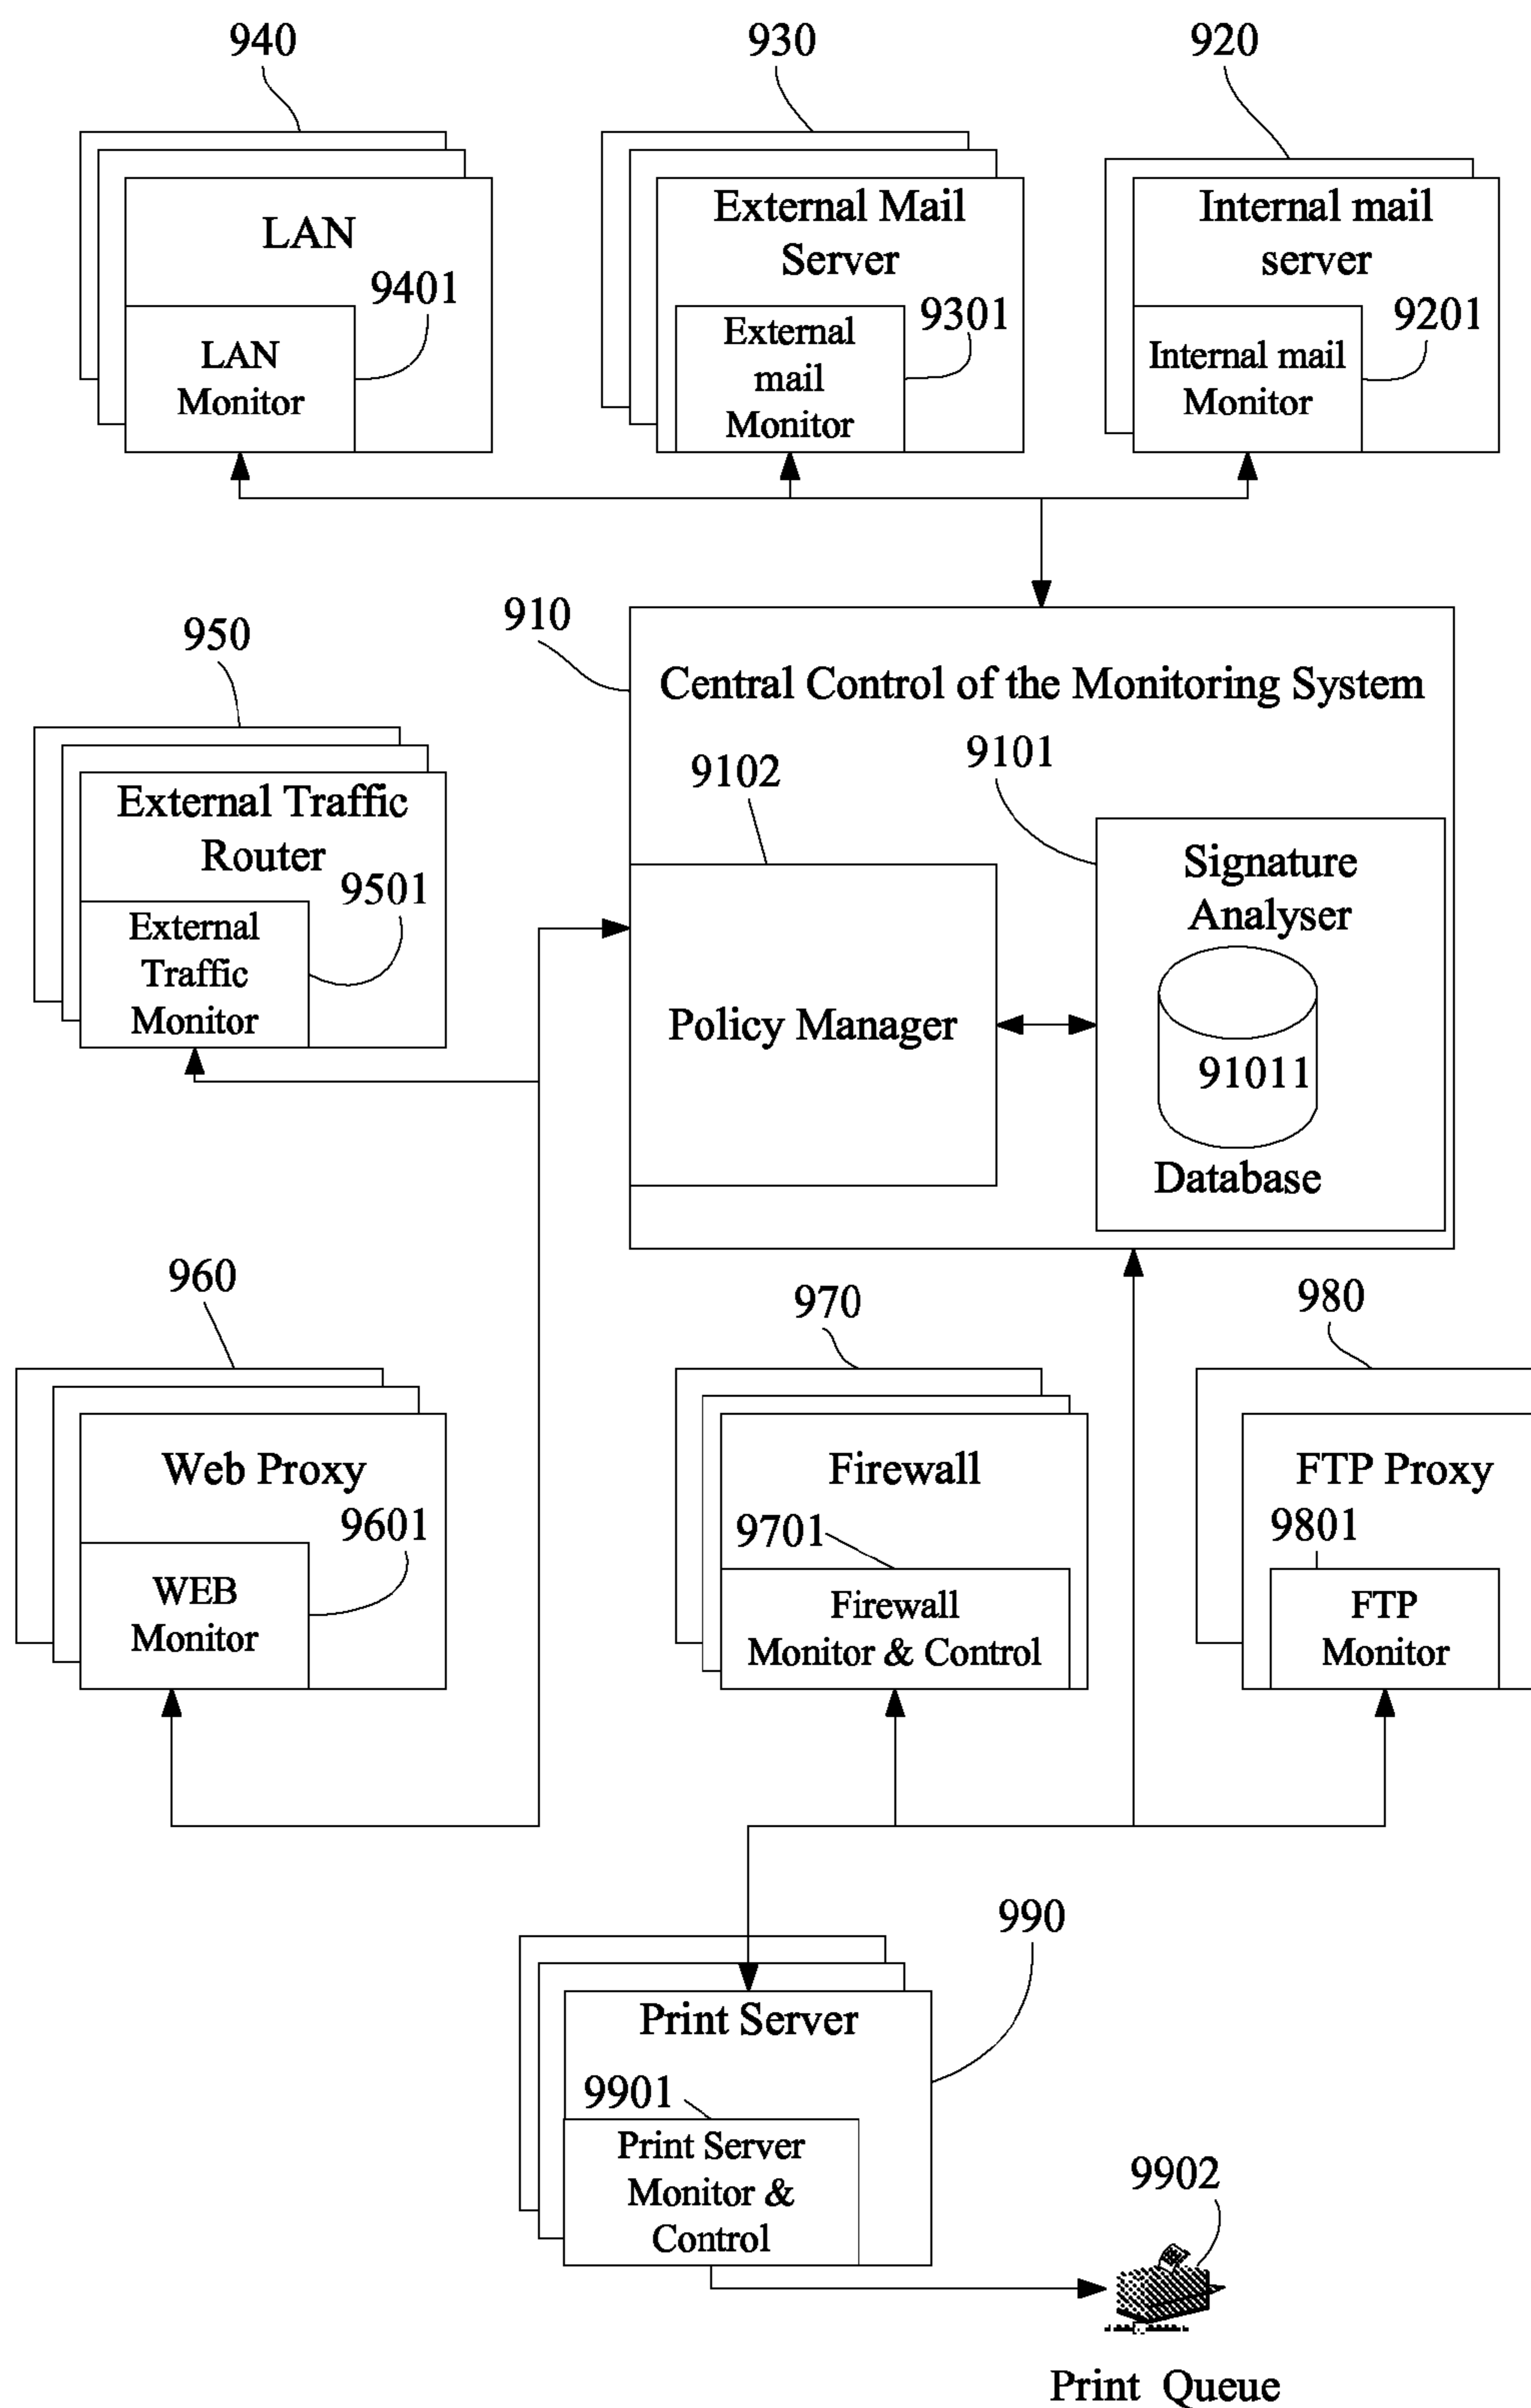 940
930
920
LAN
9401
LAN
Monitor
External Mail
Server
9301
External
mail
Monitor
Internal mail
server
9201
Internal mail
Monitor
950
External Traffic
Router
9501
External
Traffic
Monitor
910
Central Control of the Monitoring System
9102
9101
Policy Manager
Signature
Analyser
91011
Database
960
Web Proxy
9601
WEB
Monitor
970
Firewall
9701
Firewall
Monitor & Control
980
FTP Proxy
9801
FTP
Monitor
990
Print Server
9901
Print Server
Monitor &
Control
9902
Print Queue